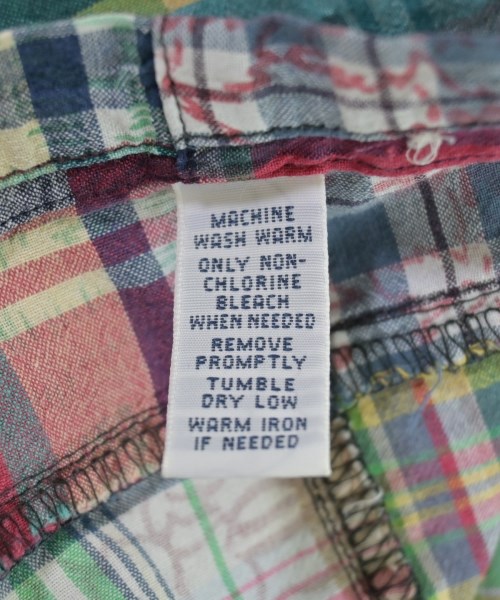 MACHINE
WASH WARM
ONLY NON-
CHLORINE
BLEACH
WHEN NEEDED
REMOVE
PROMPTLY
TUMBLE
DRY LOW
WARM IRON
IF NEEDED